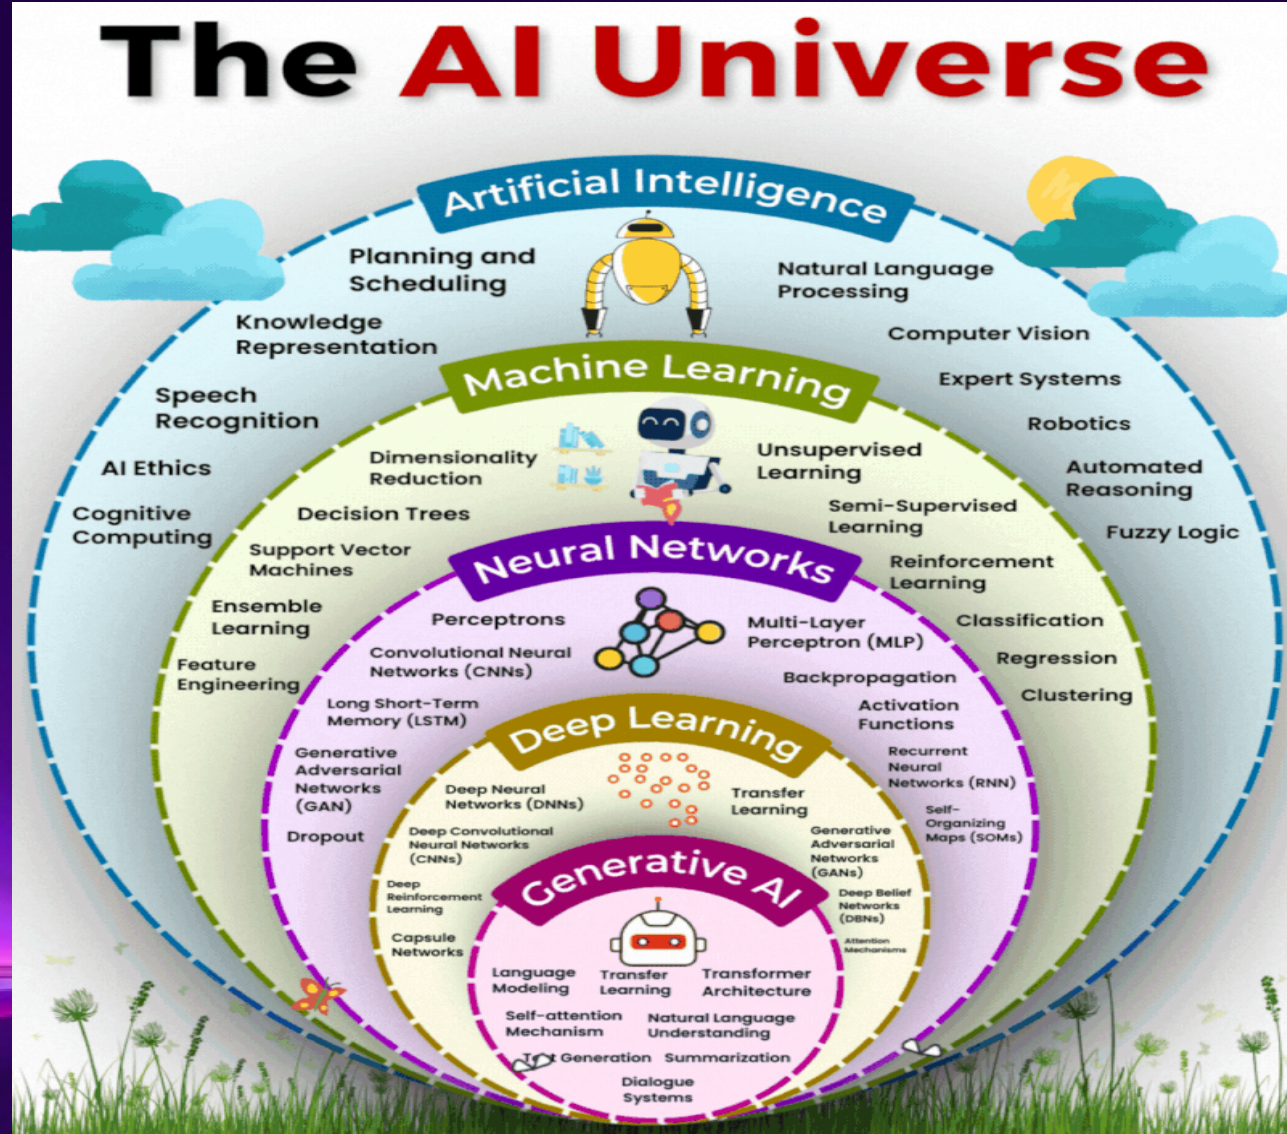 The AI Universe
Artificial Intelligence
Planning and
Scheduling
Natural Language
Processing
Knowledge
Representation
Computer Vision
Speech
Recognition
Expert Systems
Robotics
AI Ethics
Automated
Reasoning
Cognitive
Computing
Fuzzy Logic
Machine Learning
Dimensionality
Reduction
Unsupervised
Learning
Decision Trees
Semi-Supervised
Learning
Support Vector
Machines
Reinforcement
Learning
Ensemble
Learning
Classification
Feature
Engineering
Regression
Clustering
Neural Networks
Perceptrons
Multi-Layer
Perceptron (MLP)
Convolutional Neural
Networks (CNNs)
Backpropagation
Long Short-Term
Memory (LSTM)
Activation
Functions
Generative
Adversarial
Networks
(GAN)
Recurrent
Neural
Networks (RNN)
Dropout
Self-
Organizing
Maps (SOMs)
Deep Learning
Deep Neural
Networks (DNNs)
Transfer
Learning
Deep Convolutional
Neural Networks
(CNNs)
Generative
Adversarial
Networks
(GANs)
Deep
Reinforcement
Learning
Deep Belief
Networks
(DBNs)
Capsule
Networks
Attention
Mechanisms
Generative AI
Language
Modeling
Transfer
Learning
Transformer
Architecture
Self-attention
Mechanism
Natural Language
Understanding
Text Generation
Summarization
Dialogue
Systems